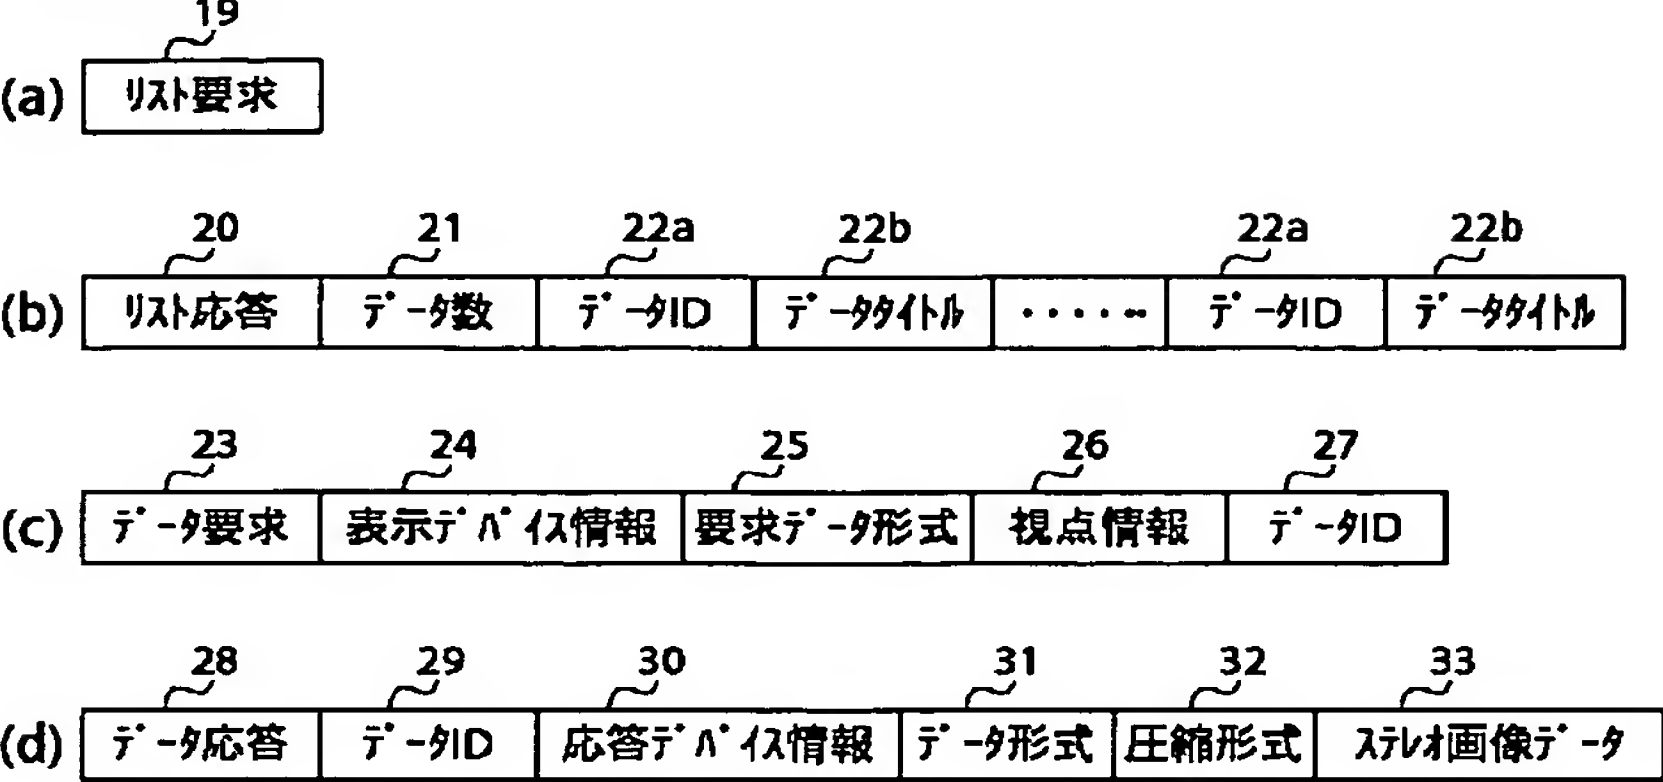 19
(a) ﾘｽﾄ要求
20 21 22a 22b 22a 22b
(b) ﾘｽﾄ応答 ﾃﾞｰﾀ数 ﾃﾞｰﾀID ﾃﾞｰﾀﾀｲﾄﾙ ······ ﾃﾞｰﾀID ﾃﾞｰﾀﾀｲﾄﾙ
23 24 25 26 27
(c) ﾃﾞｰﾀ要求 表示ﾃﾞﾊﾞｲｽ情報 要求ﾃﾞｰﾀ形式 視点情報 ﾃﾞｰﾀID
28 29 30 31 32 33
(d) ﾃﾞｰﾀ応答 ﾃﾞｰﾀID 応答ﾃﾞﾊﾞｲｽ情報 ﾃﾞｰﾀ形式 圧縮形式 ｽﾃﾚｵ画像ﾃﾞｰﾀ